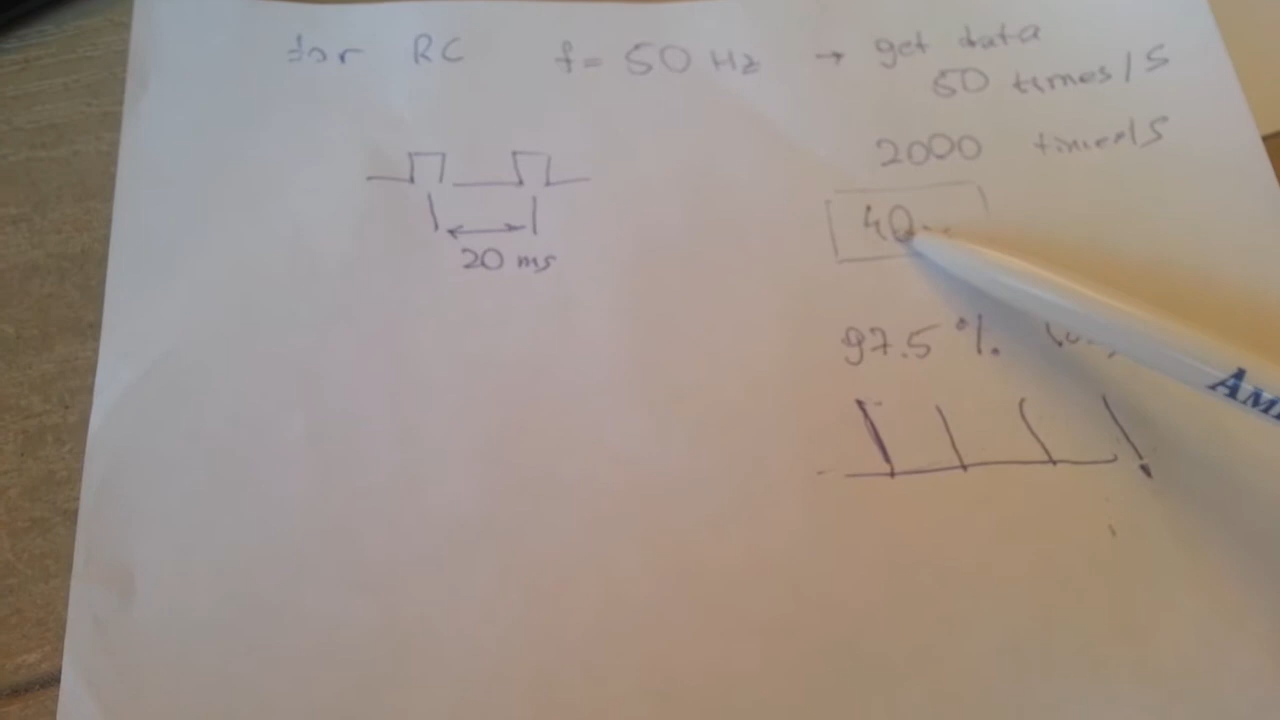 for RC f= 50 Hz → get data
50 times/S
2000 times/S
40
20 ms
97.5 %.